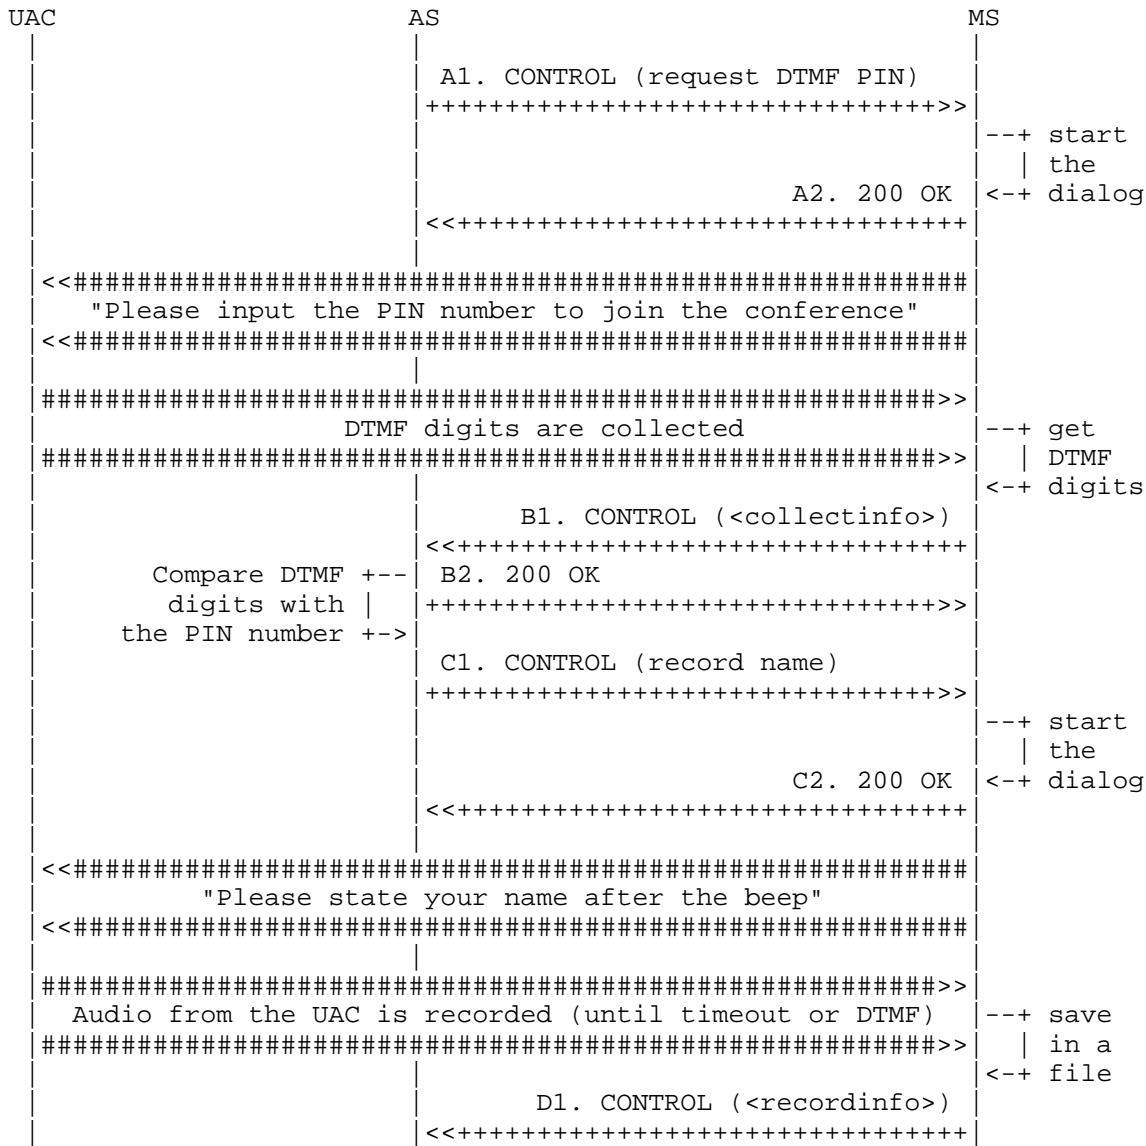 UAC AS MS
A1. CONTROL (request DTMF PIN)
++++++++++++++++++++++++++++++++>>
--+ start
| the
A2. 200 OK <-+ dialog
<<++++++++++++++++++++++++++++++++
<<########################################################
"Please input the PIN number to join the conference"
<<########################################################
########################################################>>
DTMF digits are collected --+ get
########################################################>> | DTMF
<-+ digits
B1. CONTROL (<collectinfo>)
<<++++++++++++++++++++++++++++++++
Compare DTMF +-- B2. 200 OK
digits with | ++++++++++++++++++++++++++++++++>>
the PIN number +->
C1. CONTROL (record name)
++++++++++++++++++++++++++++++++>>
--+ start
| the
C2. 200 OK <-+ dialog
<<++++++++++++++++++++++++++++++++
<<########################################################
"Please state your name after the beep"
<<########################################################
########################################################>>
Audio from the UAC is recorded (until timeout or DTMF) --+ save
########################################################>> | in a
<-+ file
D1. CONTROL (<recordinfo>)
<<++++++++++++++++++++++++++++++++